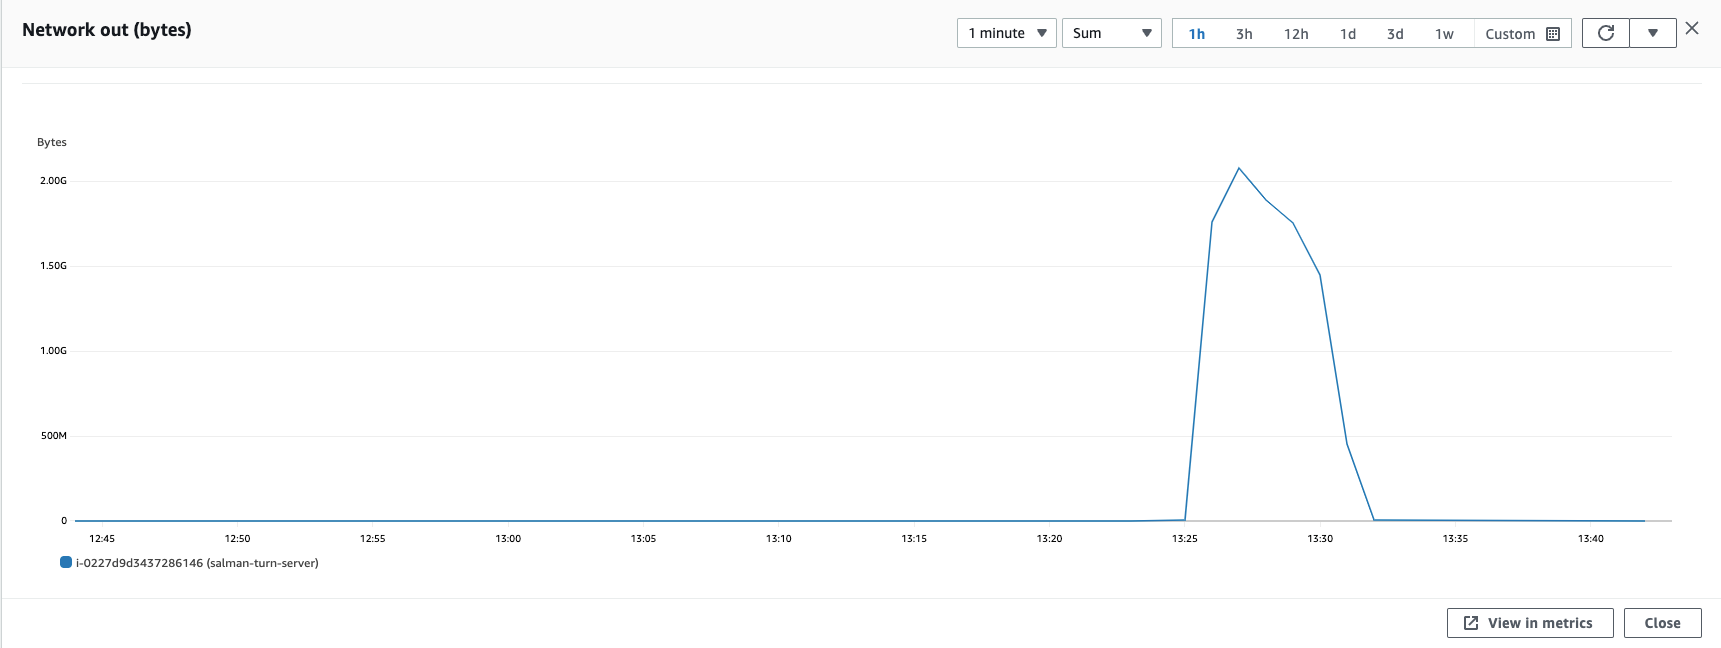 Network out (bytes)
1 minute Sum 1h 3h 12h 1d 3d 1w Custom
Bytes
2.00G
1.50G
1.00G
500M
0
12:45 12:50 12:55 13:00 13:05 13:10 13:15 13:20 13:25 13:30 13:35 13:40
i-0227d9d3437286146 (salman-turn-server)
View in metrics Close